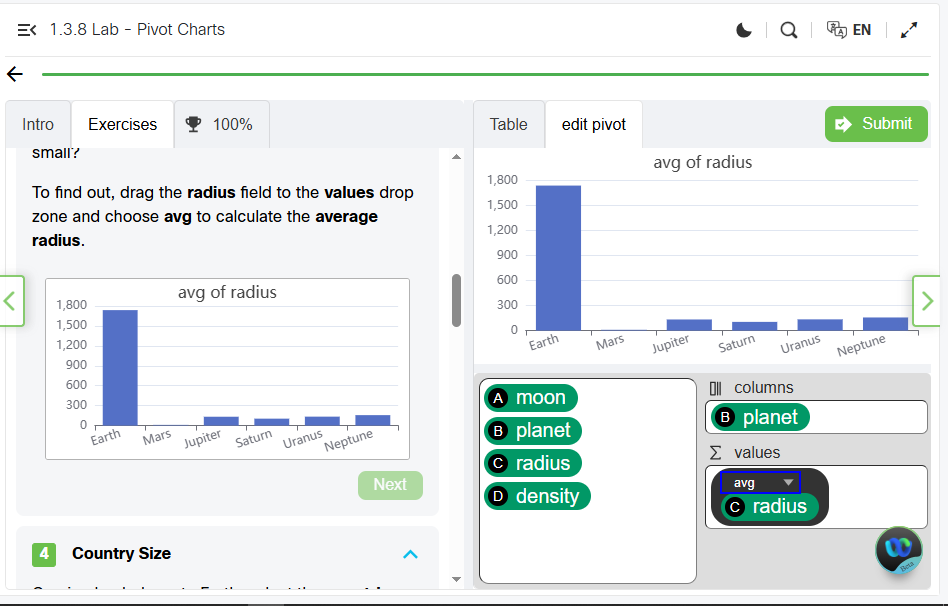 1.3.8 Lab - Pivot Charts
EN
Intro
Exercises
100%
Table
edit pivot
Submit
small?
To find out, drag the radius field to the values drop
zone and choose avg to calculate the average
radius.
avg of radius
1,800
1,500
1,200
900
600
300
0
Earth
Mars
Jupiter
Saturn
Uranus
Neptune
Next
4
Country Size
avg of radius
1,800
1,500
1,200
900
600
300
0
Earth
Mars
Jupiter
Saturn
Uranus
Neptune
A moon
B planet
C radius
D density
columns
B planet
Σ values
avg
C radius
Beta